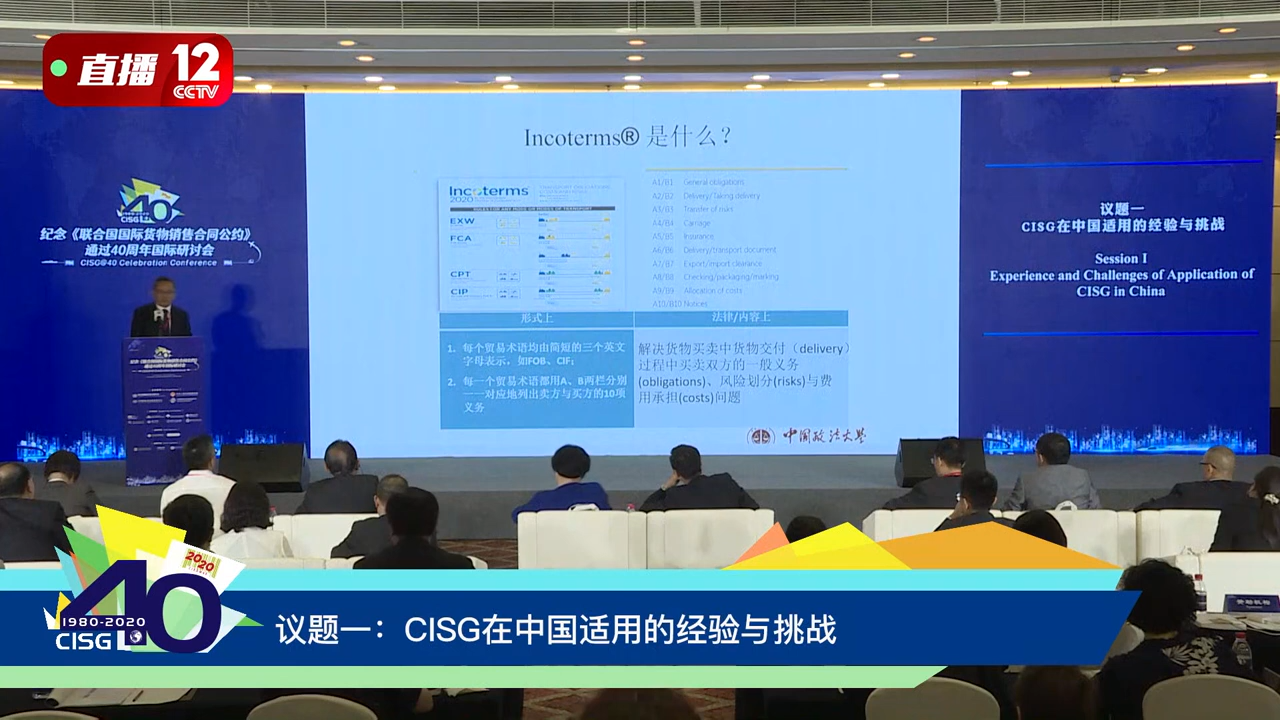 直播 12
CCTV
Incoterms® 是什么？
Incoterms
2020
EXW
FCA
CPT
CIP
A1/B1 General obligations
A2/B2 Delivery/Taking delivery
A3/B3 Transfer of risks
A4/B4 Carriage
A5/B5 Insurance
A6/B6 Delivery/transport document
A7/B7 Export/import clearance
A8/B8 Checking/packaging/marking
A9/B9 Allocation of costs
A10/B10 Notices
形式上
法律/内容上
1. 每个贸易术语均由简短的三个英文
字母表示，如FOB、CIF；
2. 每一个贸易术语都用A、B两栏分别
一一对应地列出卖方与买方的10项
义务
解决货物买卖中货物交付（delivery）
过程中买卖双方的一般义务
(obligations)、风险划分(risks)与费
用承担(costs)问题
中国政法大学
40
1980-2020
CISG
纪念《联合国国际货物销售合同公约》
通过40周年国际研讨会
CISG@40 Celebration Conference
议题一
CISG在中国适用的经验与挑战
Session I
Experience and Challenges of Application of
CISG in China
2020
40
1980-2020
CISG
议题一：CISG在中国适用的经验与挑战